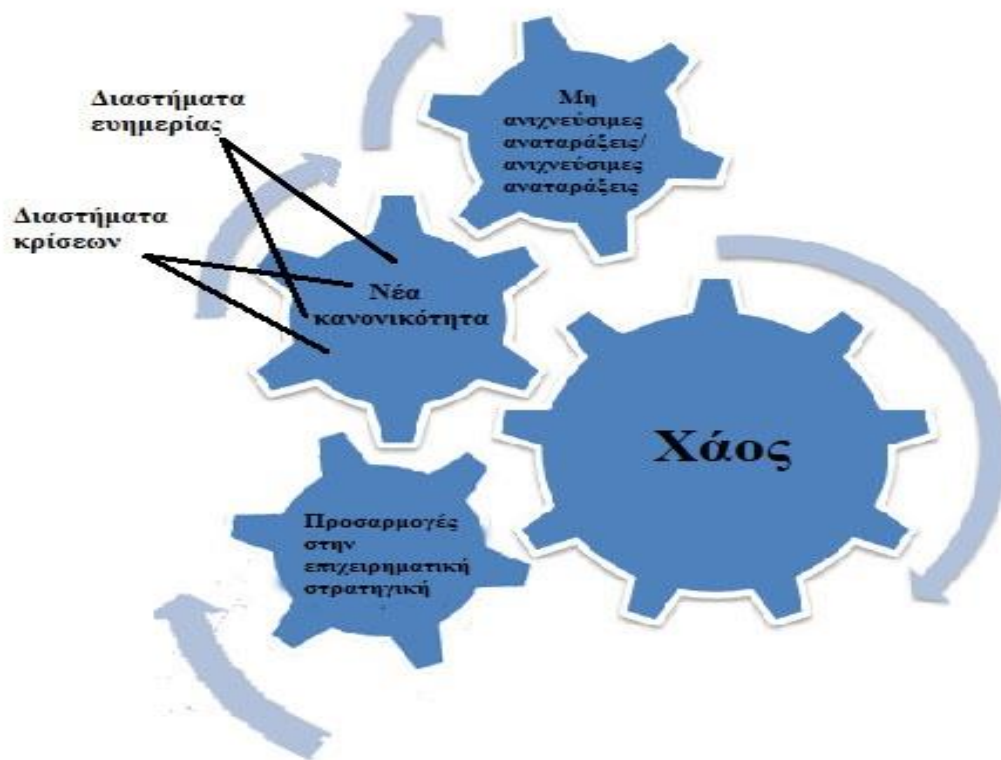 Διαστήματα
ευημερίας
Διαστήματα
κρίσεων
Μη
ανιχνεύσιμες
αναταράξεις/
ανιχνεύσιμες
αναταράξεις
Νέα
κανονικότητα
Χάος
Προσαρμογές
στην
επιχειρηματική
στρατηγική